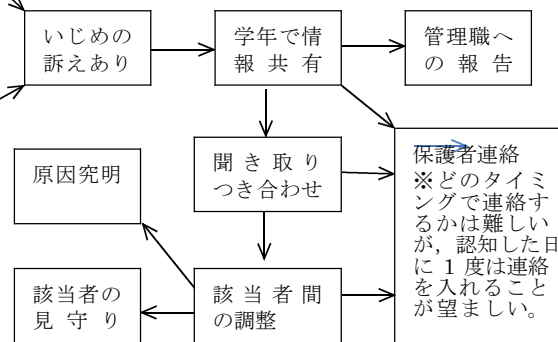 いじめの
訴えあり
学年で情
報共有
管理職へ
の報告
聞き取り
つき合わせ
原因究明
保護者連絡
※どのタイミ
ングで連絡す
るかは難しい
が，認知した日
に 1 度は連絡
を入れること
が望ましい。
該当者の
見守り
該当者間
の調整